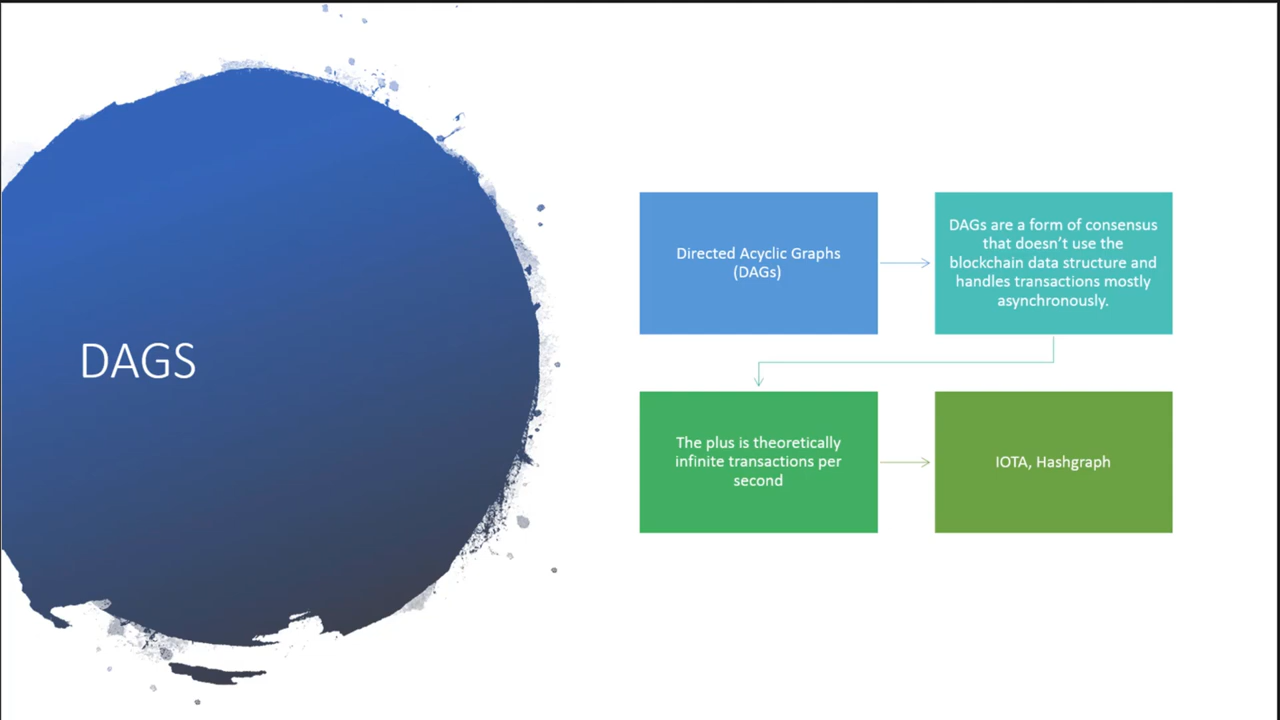 DAGS
Directed Acyclic Graphs
(DAGs)
DAGs are a form of consensus
that doesn't use the
blockchain data structure and
handles transactions mostly
asynchronously.
The plus is theoretically
infinite transactions per
second
IOTA, Hashgraph